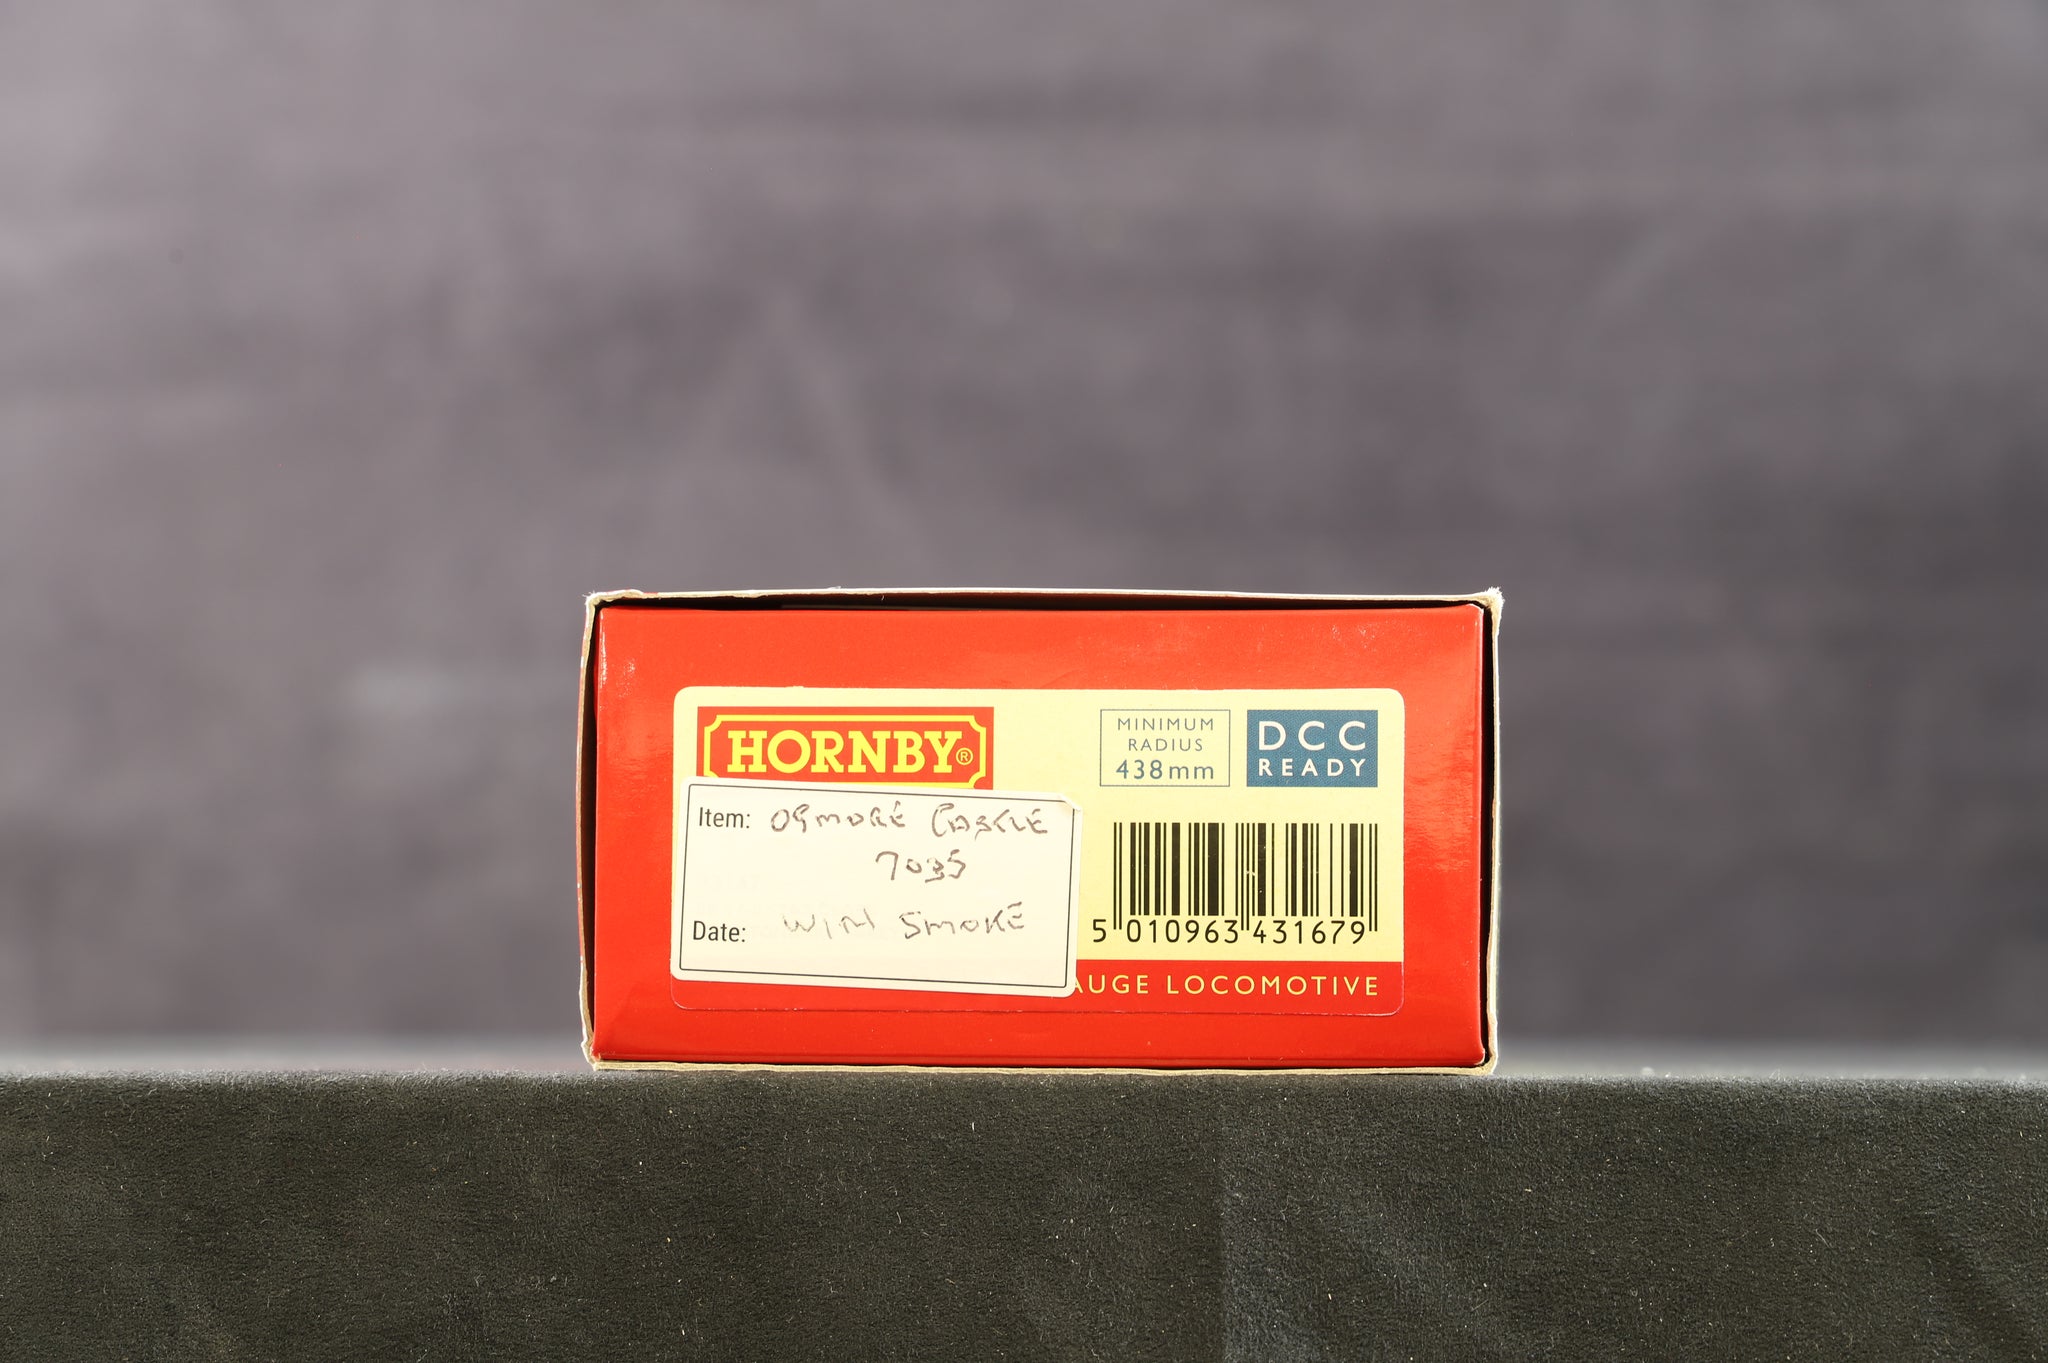 HORNBY®
MINIMUM
RADIUS
438mm
DCC
READY
Item: OgMORE CASTLE
7035
Date: WITH SMOKE
5 010963 431679
AUGE LOCOMOTIVE